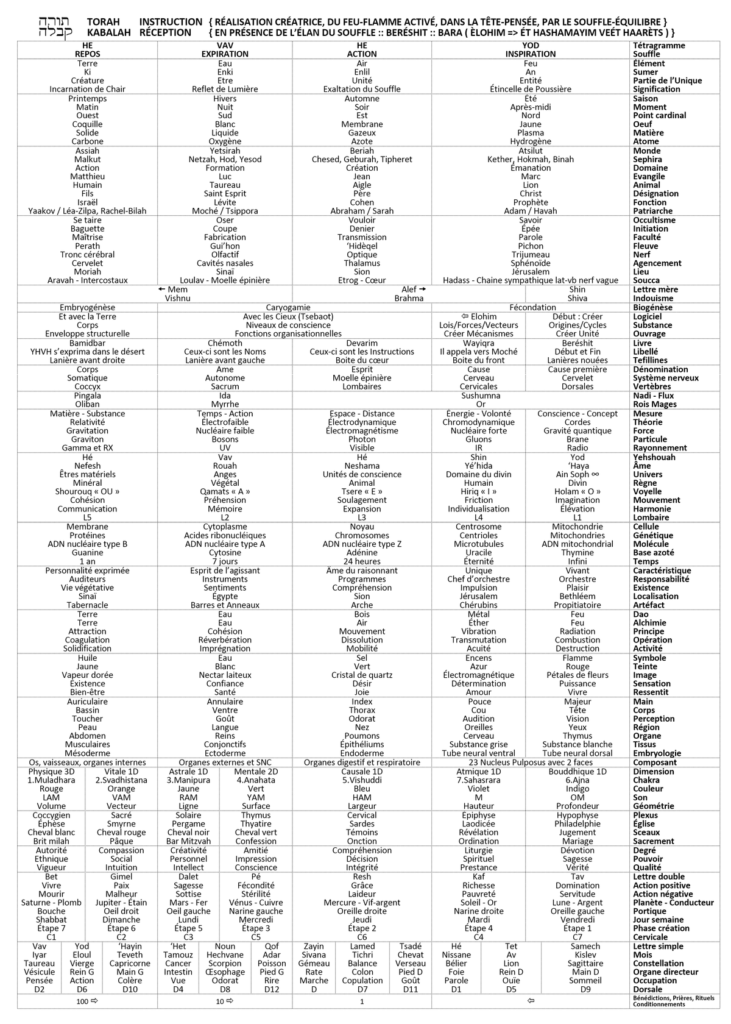 תורה TORAH INSTRUCTION { RÉALISATION CRÉATRICE, DU FEU-FLAMME ACTIVÉ, DANS LA TÊTE-PENSÉE, PAR LE SOUFFLE-ÉQUILIBRE }
קבלה KABALAH RÉCEPTION { EN PRÉSENCE DE L'ÉLAN DU SOUFFLE :: BERÉSHIT :: BARA ( ÈLOHIM => ÉT HASHAMAYIM VEÉT HAARÈTS ) }
HE VAV HE YOD Tétragramme
REPOS EXPIRATION ACTION INSPIRATION Souffle
Terre Eau Air Feu Élément
Ki Enki Enlil An Sumer
Créature Etre Unité Entité Partie de l'Unique
Incarnation de Chair Reflet de Lumière Exaltation du Souffle Étincelle de Poussière Signification
Printemps Hivers Automne Été Saison
Matin Nuit Soir Après-midi Moment
Ouest Sud Est Nord Point cardinal
Coquille Blanc Membrane Jaune Oeuf
Solide Liquide Gazeux Plasma Matière
Carbone Oxygène Azote Hydrogène Atome
Assiah Yetsirah Beriah Atsilut Monde
Malkut Netzah, Hod, Yesod Chesed, Geburah, Tipheret Kether, Hokmah, Binah Sephira
Action Formation Création Émanation Domaine
Matthieu Luc Jean Marc Evangile
Humain Taureau Aigle Lion Animal
Fils Saint Esprit Père Christ Désignation
Israël Lévite Cohen Prophète Fonction
Yaakov / Léa-Zilpa, Rachel-Bilah Moché / Tsippora Abraham / Sarah Adam / Havah Patriarche
Se taire Oser Vouloir Savoir Occultisme
Baguette Coupe Denier Épée Initiation
Maîtrise Fabrication Transmission Parole Faculté
Perath Gui'hon 'Hidèqel Pichon Fleuve
Tronc cérébral Olfactif Optique Trijumeau Nerf
Cervelet Cavités nasales Thalamus Sphénoïde Agencement
Moriah Sinaï Sion Jérusalem Lieu
Aravah - Intercostaux Loulav - Moelle épinière Etrog - Cœur Hadass - Chaine sympathique lat-vb nerf vague Soucca
← Mem Alef → Shin Lettre mère
Vishnu Brahma Shiva Indouisme
Embryogénèse Caryogamie Fécondation Biogénèse
Et avec la Terre Avec les Cieux (Tsebaot) ⇦ Elohim Début : Créer Logiciel
Corps Niveaux de conscience Lois/Forces/Vecteurs Origines/Cycles Substance
Enveloppe structurelle Fonctions organisationnelles Créer Mécanismes Créer Unité Ouvrage
Bamidbar Chémoth Devarim Wayiqra Beréshit Livre
YHVH s'exprima dans le désert Ceux-ci sont les Noms Ceux-ci sont les Instructions Il appela vers Moché Début et Fin Libellé
Lanière avant droite Lanière avant gauche Boite du cœur Boite du front Lanières nouées Tefillines
Corps Ame Esprit Cause Cause première Dénomination
Somatique Autonome Moelle épinière Cerveau Cervelet Système nerveux
Coccyx Sacrum Lombaires Cervicales Dorsales Vertèbres
Pingala Ida Sushumna Nadi - Flux
Oliban Myrrhe Or Rois Mages
Matière - Substance Temps - Action Espace - Distance Énergie - Volonté Conscience - Concept Mesure
Relativité Électrofaible Électrodynamique Chromodynamique Cordes Théorie
Gravitation Nucléaire faible Électromagnétisme Nucléaire forte Gravité quantique Force
Graviton Bosons Photon Gluons Brane Particule
Gamma et RX UV Visible IR Radio Rayonnement
Hé Vav Hé Shin Yod Yehshouah
Nefesh Rouah Neshama Yé'hida 'Haya Âme
Êtres matériels Anges Unités de conscience Domaine du divin Ain Soph ∞ Univers
Minéral Végétal Animal Humain Divin Règne
Shourouq « OU » Qamats « A » Tsere « E » Hiriq « I » Holam « O » Voyelle
Cohésion Préhension Soulagement Friction Imagination Mouvement
Communication Mémoire Expansion Individualisation Élévation Harmonie
L5 L2 L3 L4 L1 Lombaire
Membrane Cytoplasme Noyau Centrosome Mitochondrie Cellule
Protéines Acides ribonucléiques Chromosomes Centrioles Mitochondries Génétique
ADN nucléaire type B ADN nucléaire type A ADN nucléaire type Z Microtubules ADN mitochondrial Molécule
Guanine Cytosine Adénine Uracile Thymine Base azoté
1 an 7 jours 24 heures Éternité Infini Temps
Personnalité exprimée Esprit de l'agissant Âme du raisonnant Unique Vivant Caractéristique
Auditeurs Instruments Programmes Chef d'orchestre Orchestre Responsabilité
Vie végétative Sentiments Compréhension Impulsion Plaisir Existence
Sinaï Égypte Sion Jérusalem Bethléem Localisation
Tabernacle Barres et Anneaux Arche Chérubins Propitiatoire Artéfact
Terre Eau Bois Métal Feu Dao
Terre Eau Air Éther Feu Alchimie
Attraction Cohésion Mouvement Vibration Radiation Principe
Coagulation Réverbération Dissolution Transmutation Combustion Opération
Solidification Imprégnation Mobilité Acuité Destruction Activité
Huile Eau Sel Encens Flamme Symbole
Jaune Blanc Vert Azur Rouge Teinte
Vapeur dorée Nectar laiteux Cristal de quartz Électromagnétique Pétales de fleurs Image
Éxistence Confiance Désir Détermination Puissance Sensation
Bien-être Santé Joie Amour Vivre Ressentit
Auriculaire Annulaire Index Pouce Majeur Main
Bassin Ventre Thorax Cou Tête Corps
Toucher Goût Odorat Audition Vision Perception
Peau Langue Nez Oreilles Yeux Région
Abdomen Reins Poumons Cerveau Thymus Organe
Musculaires Conjonctifs Épithéliums Substance grise Substance blanche Tissus
Mésoderme Ectoderme Endoderme Tube neural ventral Tube neural dorsal Embryologie
Os, vaisseaux, organes internes Organes externes et SNC Organes digestif et respiratoire 23 Nucleus Pulposus avec 2 faces Composant
Physique 3D Vitale 1D Astrale 1D Mentale 2D Causale 1D Atmique 1D Bouddhique 1D Dimension
1.Muladhara 2.Svadhistana 3.Manipura 4.Anahata 5.Vishuddi 7.Sahasrara 6.Ajna Chakra
Rouge Orange Jaune Vert Bleu Violet Indigo Couleur
LAM VAM RAM YAM HAM M OM Son
Volume Vecteur Ligne Surface Largeur Hauteur Profondeur Géométrie
Coccygien Sacré Solaire Thymus Cervical Epiphyse Hypophyse Plexus
Éphèse Smyrne Pergame Thyatire Sardes Laodicée Philadelphie Église
Cheval blanc Cheval rouge Cheval noir Cheval vert Témoins Révélation Jugement Sceaux
Brit milah Pâque Bar Mitzvah Confession Onction Ordination Mariage Sacrement
Autorité Compassion Créativité Amitié Compréhension Liturgie Dévotion Degré
Ethnique Social Personnel Impression Décision Spirituel Sagesse Pouvoir
Vigueur Intuition Intellect Conscience Intégrité Prestance Vérité Qualité
Bet Gimel Dalet Pé Resh Kaf Tav Lettre double
Vivre Paix Sagesse Fécondité Grâce Richesse Domination Action positive
Mourir Malheur Sottise Stérilité Laideur Pauvreté Servitude Action négative
Saturne - Plomb Jupiter - Étain Mars - Fer Vénus - Cuivre Mercure - Vif-argent Soleil - Or Lune - Argent Planète - Conducteur
Bouche Oeil droit Oeil gauche Narine gauche Oreille droite Narine droite Oreille gauche Portique
Shabbat Dimanche Lundi Mercredi Jeudi Mardi Vendredi Jour semaine
Étape 7 Étape 6 Étape 5 Étape 3 Étape 2 Étape 4 Étape 1 Phase création
C1 C2 C3 C5 C6 C4 C7 Cervicale
Vav Yod 'Hayin 'Het Noun Qof Zayin Lamed Tsadé Hé Tet Samech Lettre simple
Iyar Eloul Teveth Tamouz Hechvane Adar Sivana Tichri Chevat Nissane Av Kislev Mois
Taureau Vierge Capricorne Cancer Scorpion Poisson Gémeau Balance Verseau Bélier Lion Sagittaire Constellation
Vésicule Rein G Main G Intestin Œsophage Pied G Rate Colon Pied D Foie Rein D Main D Organe directeur
Pensée Action Colère Vue Odorat Rire Marche Copulation Goût Parole Ouïe Sommeil Occupation
D2 D6 D10 D4 D8 D12 D D7 D11 D1 D5 D9 Dorsale
100 ⇨ 10 ⇨ 1 ⇦ Bénédictions, Prières, Rituels
Conditionnements